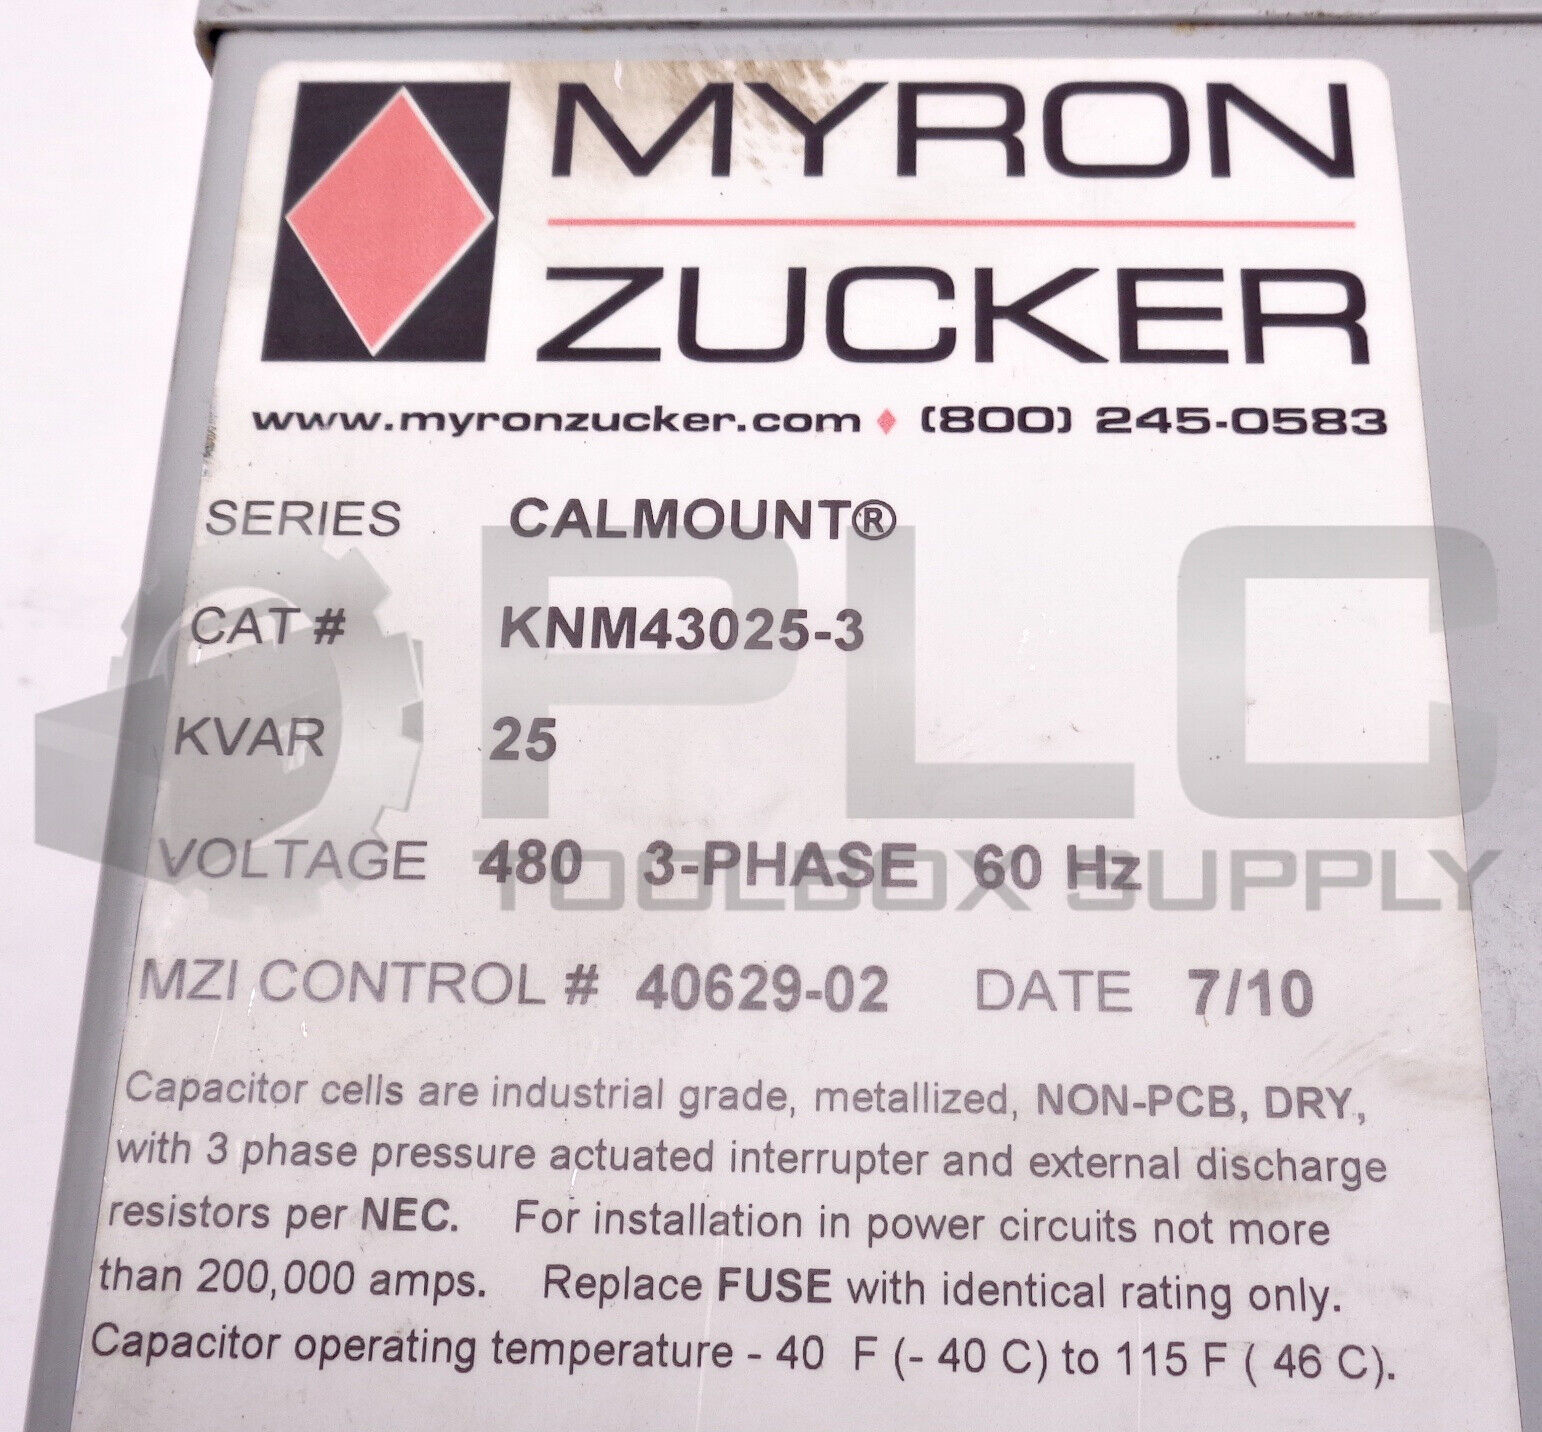 MYRON
ZUCKER
www.myronzucker.com ♦ (800) 245-0583
SERIES CALMOUNT®
CAT # KNM43025-3
KVAR 25
VOLTAGE 480 3-PHASE 60 Hz
MZI CONTROL # 40629-02 DATE 7/10
Capacitor cells are industrial grade, metallized, NON-PCB, DRY,
with 3 phase pressure actuated interrupter and external discharge
resistors per NEC. For installation in power circuits not more
than 200,000 amps. Replace FUSE with identical rating only.
Capacitor operating temperature - 40 F (- 40 C) to 115 F ( 46 C).
PLC
TOOLBOX SUPPLY